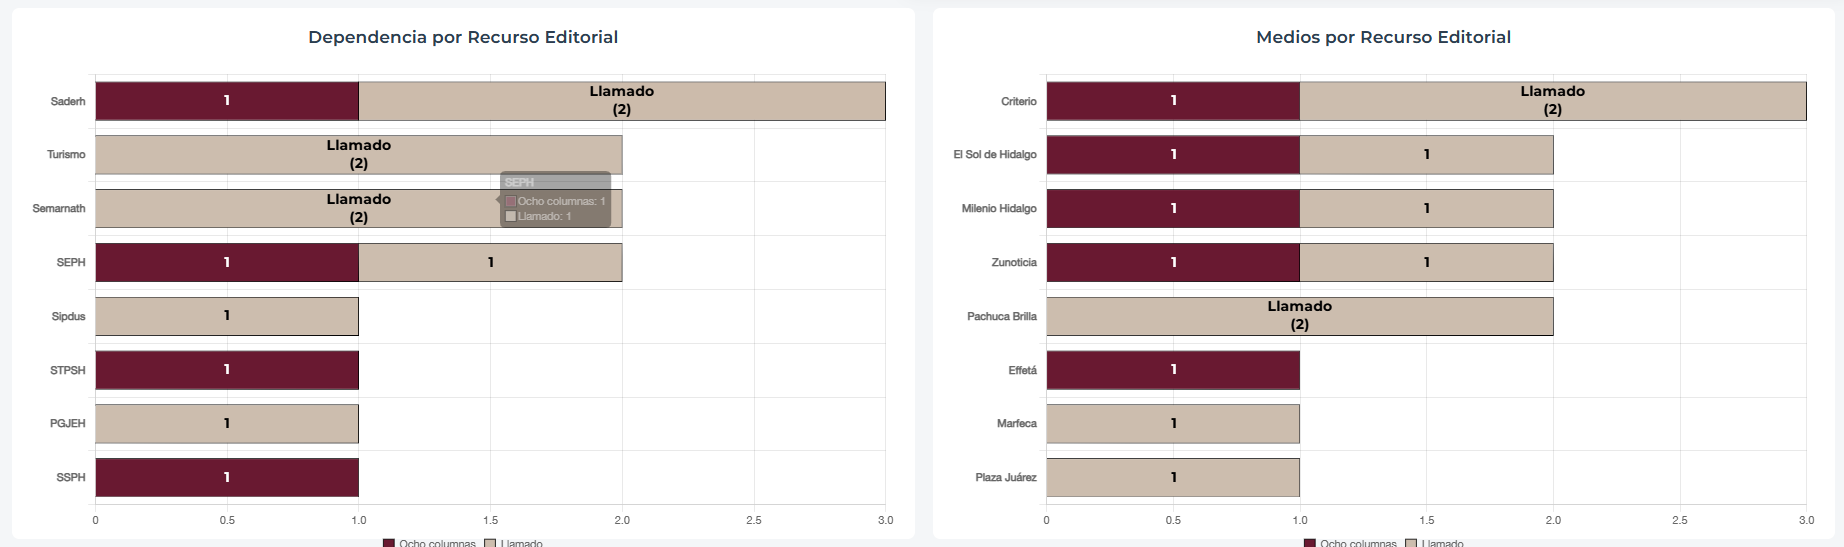 Dependencia por Recurso Editorial
Saderh
1
Llamado
(2)
Turismo
Llamado
(2)
Semarnath
Llamado
(2)
SEPH
Ocho columnas: 1
Llamado: 1
SEPH
1
1
Sipdus
1
STPSH
1
PGJEH
1
SSPH
1
0
0.5
1.0
1.5
2.0
2.5
3.0
Ocho columnas
Llamado
Medios por Recurso Editorial
Criterio
1
Llamado
(2)
El Sol de Hidalgo
1
1
Milenio Hidalgo
1
1
Zunoticia
1
1
Pachuca Brilla
Llamado
(2)
Effetá
1
Marfeca
1
Plaza Juárez
1
0
0.5
1.0
1.5
2.0
2.5
3.0
Ocho columnas
Llamado